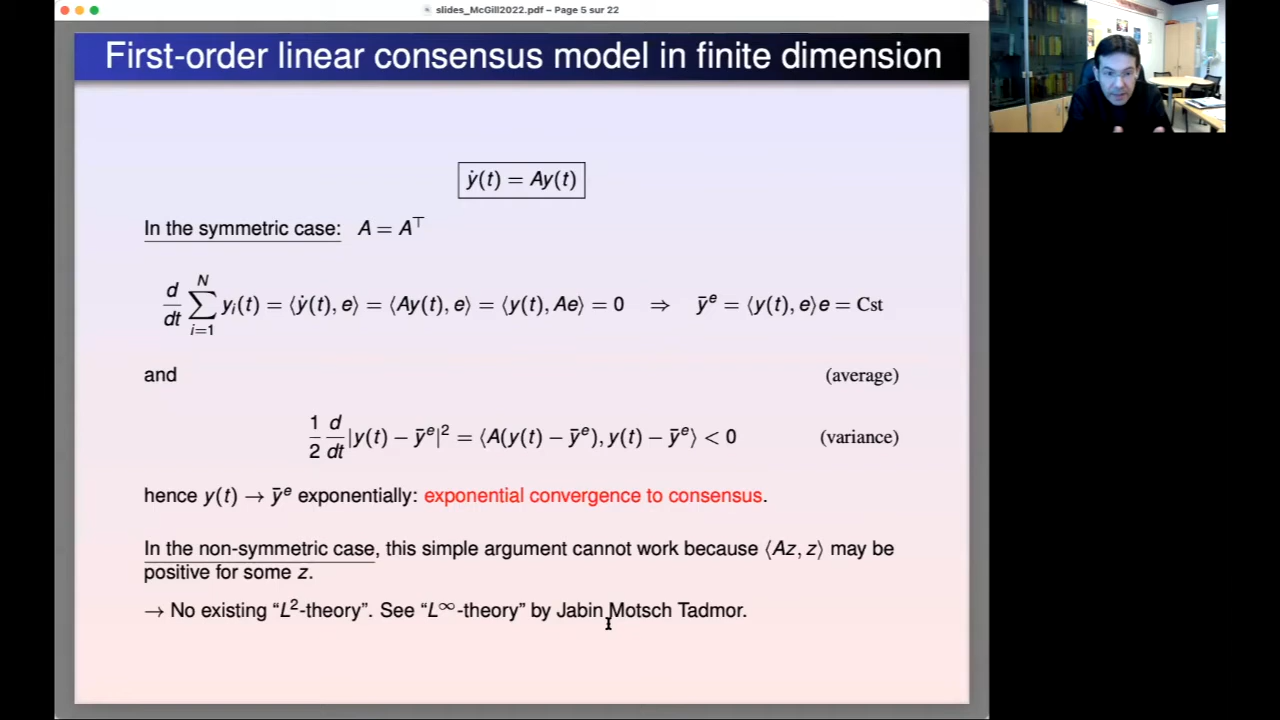 slides_McGill2022.pdf – Page 5 sur 22
First-order linear consensus model in finite dimension
ẏ(t) = Ay(t)
In the symmetric case: A = A^⊤
d/dt ∑_{i=1}^{N} y_i(t) = ⟨ẏ(t), e⟩ = ⟨Ay(t), e⟩ = ⟨y(t), Ae⟩ = 0 ⇒ ȳ^e = ⟨y(t), e⟩e = Cst
and (average)
1/2 d/dt |y(t) − ȳ^e|² = ⟨A(y(t) − ȳ^e), y(t) − ȳ^e⟩ < 0 (variance)
hence y(t) → ȳ^e exponentially: exponential convergence to consensus.
In the non-symmetric case, this simple argument cannot work because ⟨Az, z⟩ may be
positive for some z.
→ No existing “L²-theory”. See “L^∞-theory” by Jabin Motsch Tadmor.